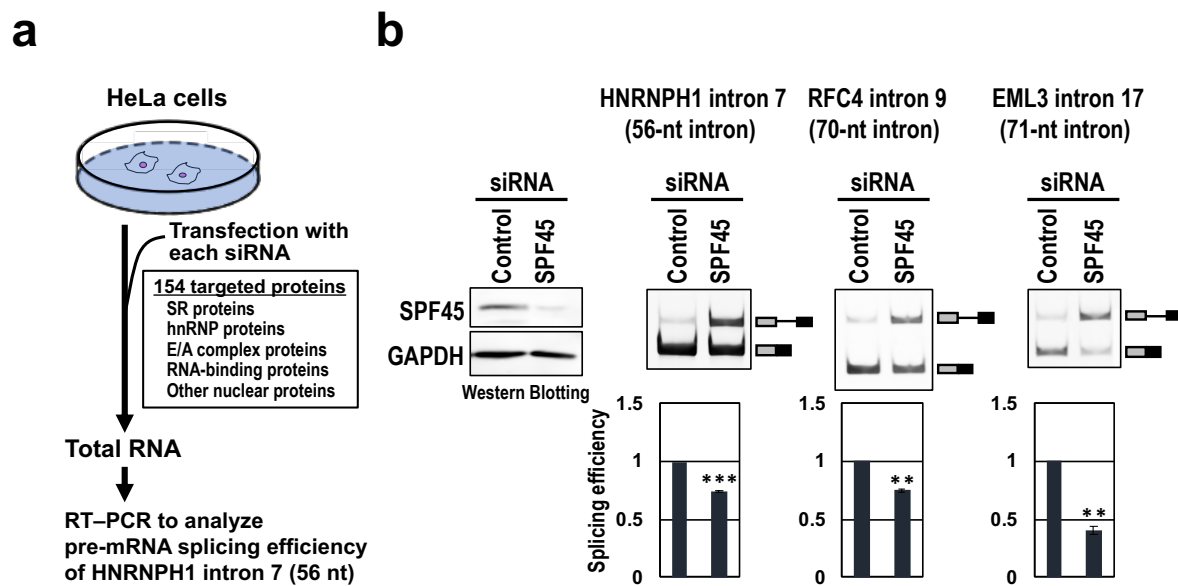 a
HeLa cells
Transfection with
each siRNA
154 targeted proteins
SR proteins
hnRNP proteins
E/A complex proteins
RNA-binding proteins
Other nuclear proteins
Total RNA
RT–PCR to analyze
pre-mRNA splicing efficiency
of HNRNPH1 intron 7 (56 nt)
b
siRNA
Control
SPF45
SPF45
GAPDH
Western Blotting
HNRNPH1 intron 7
(56-nt intron)
siRNA
Control
SPF45
RFC4 intron 9
(70-nt intron)
siRNA
Control
SPF45
EML3 intron 17
(71-nt intron)
siRNA
Control
SPF45
Splicing efficiency
1.5
1
0.5
0
***
1.5
1
0.5
0
**
1.5
1
0.5
0
**